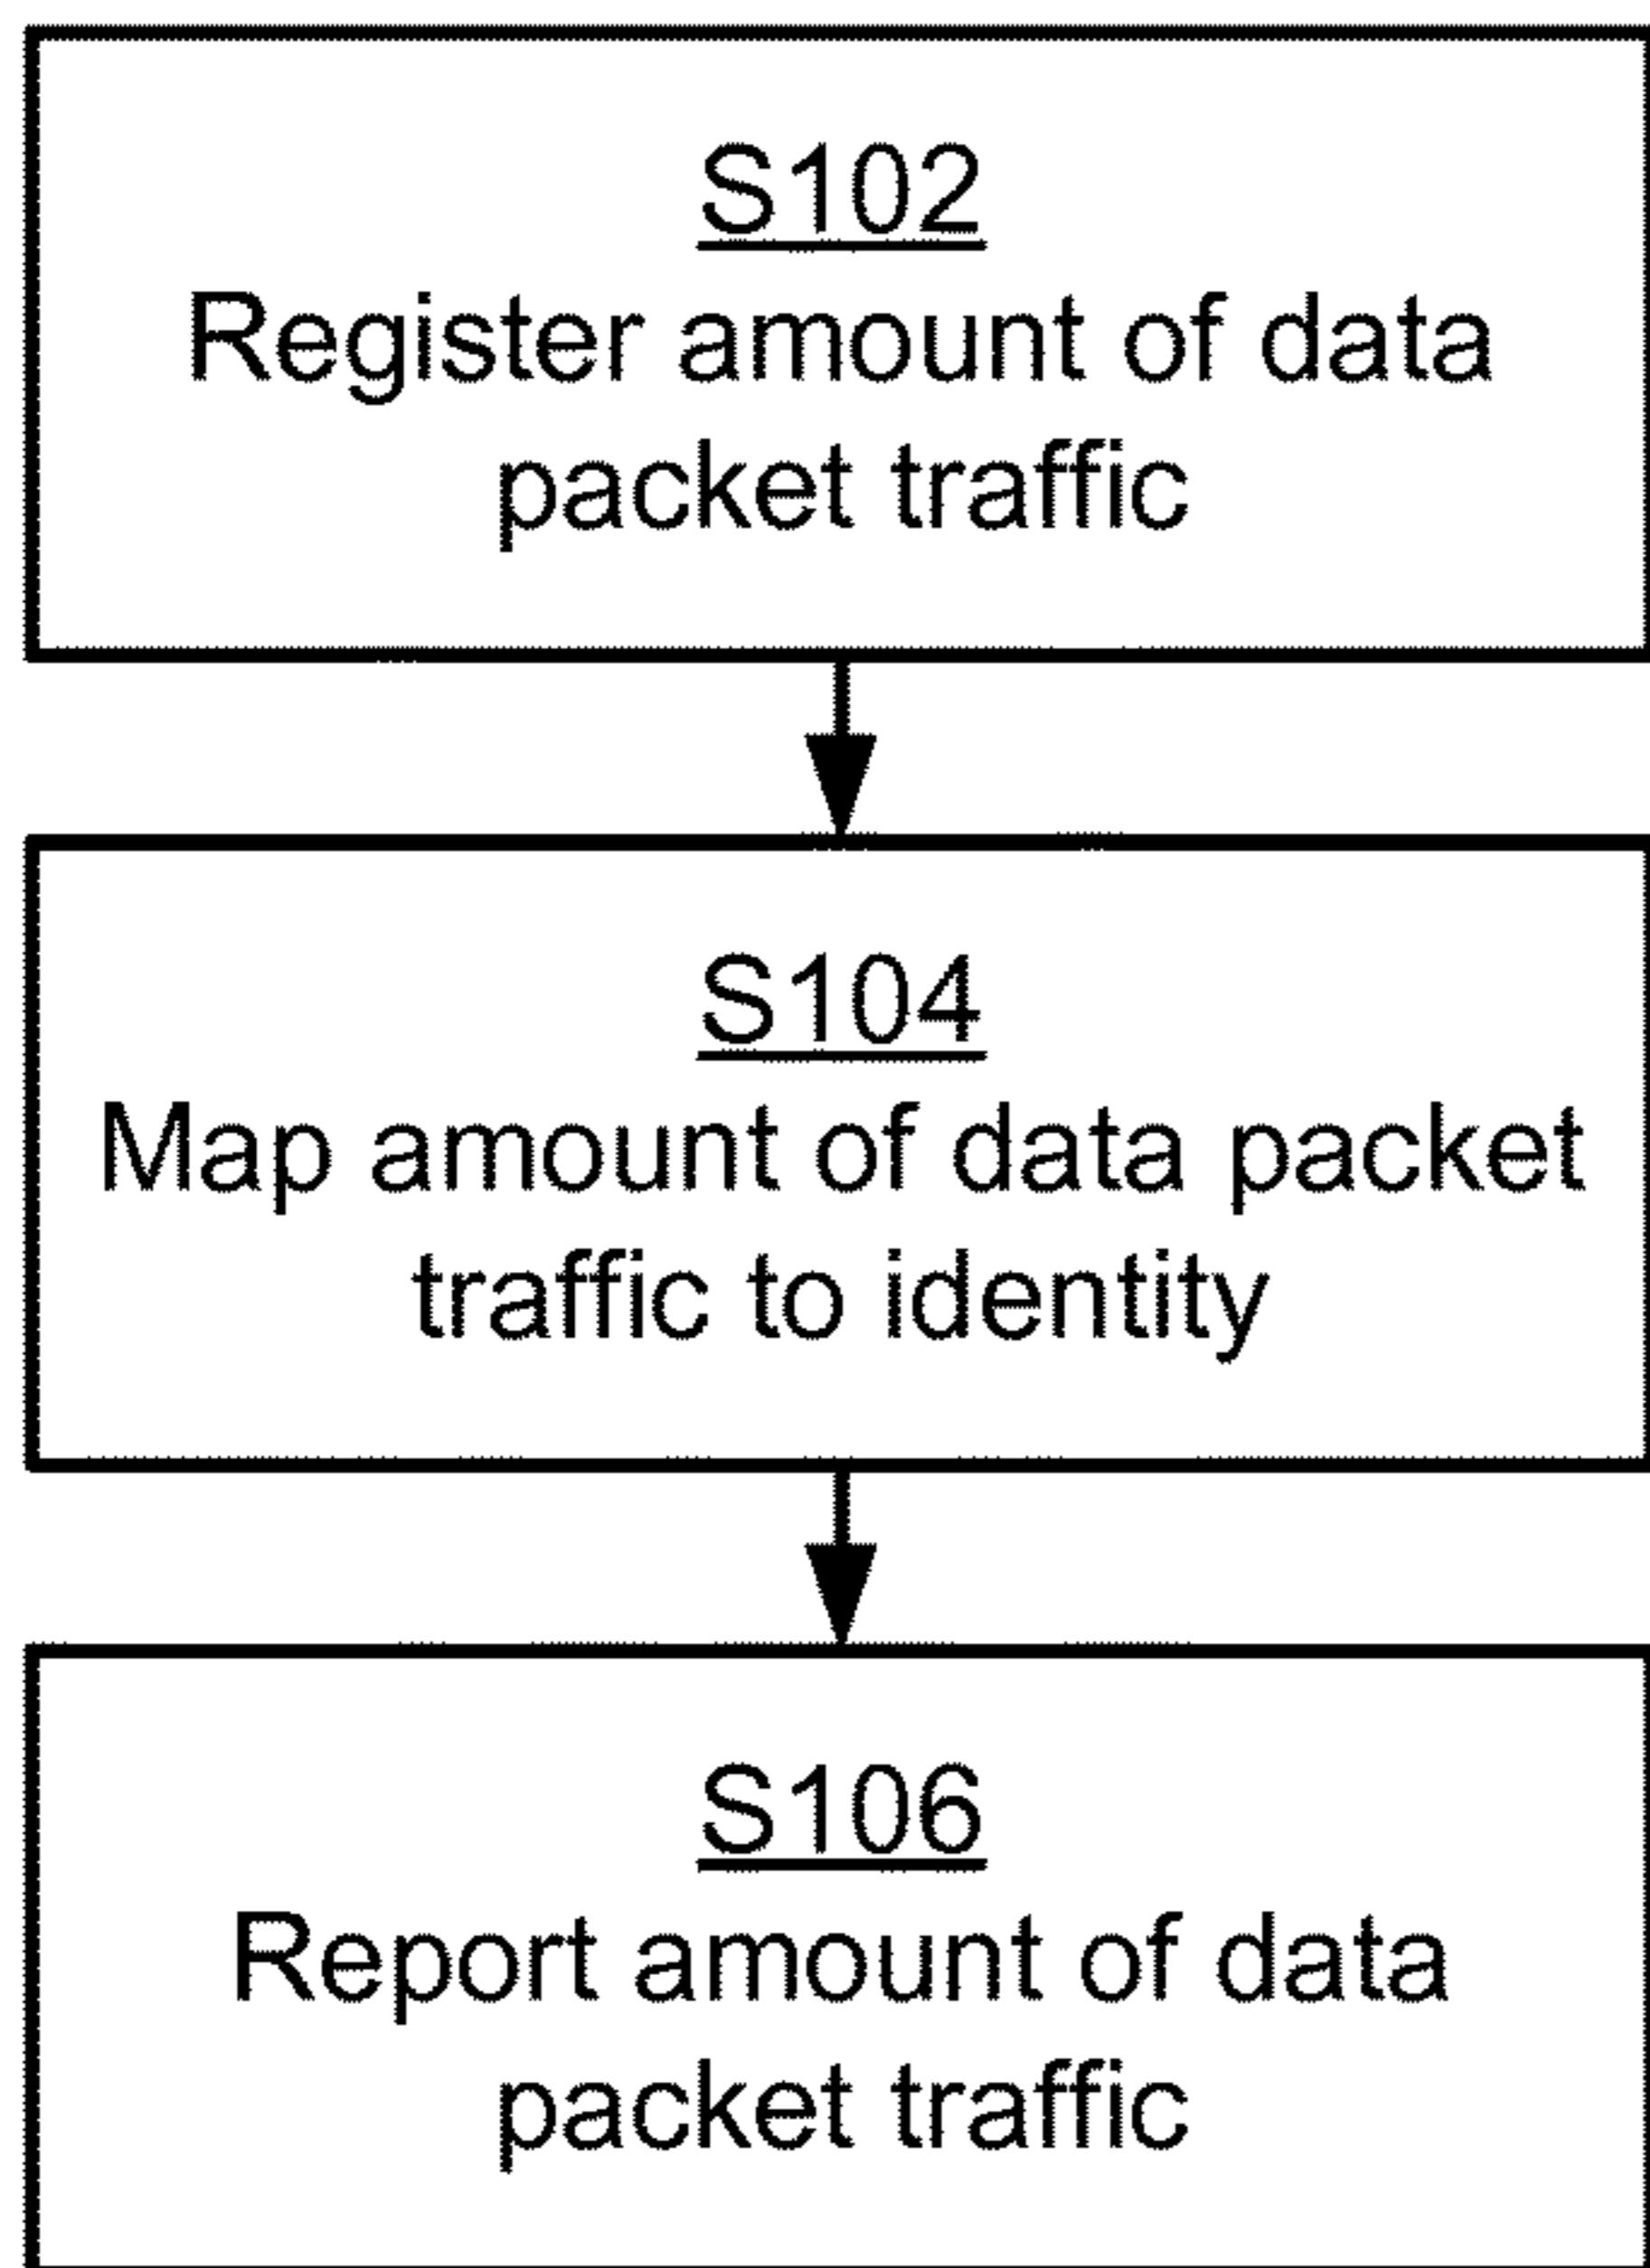 S102
Register amount of data
packet traffic
S104
Map amount of data packet
traffic to identity
S106
Report amount of data
packet traffic